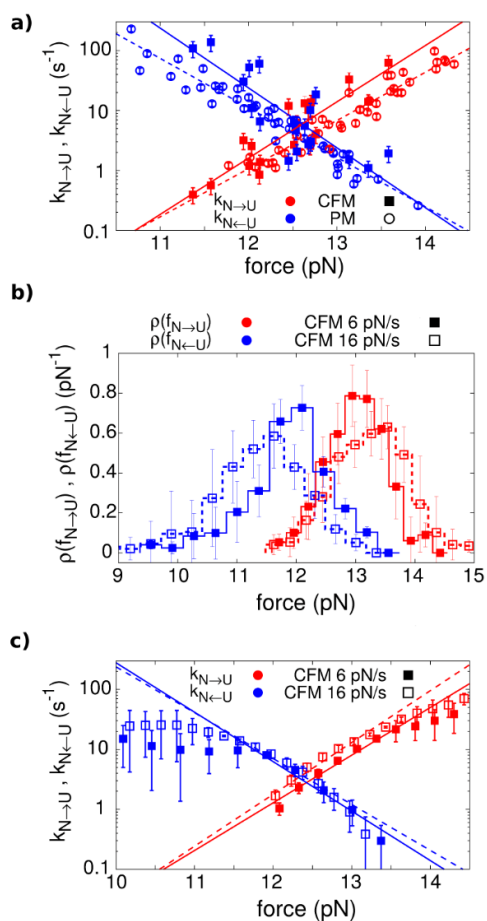 a)
k_{N→U} , k_{N←U} (s⁻¹)
100
10
1
0.1
k_{N→U} CFM
k_{N←U} PM
11 12 13 14
force (pN)
b)
ρ(f_{N→U}) CFM 6 pN/s
ρ(f_{N←U}) CFM 16 pN/s
ρ(f_{N→U}) , ρ(f_{N←U}) (pN⁻¹)
1
0.8
0.6
0.4
0.2
0
9 10 11 12 13 14 15
force (pN)
c)
k_{N→U} CFM 6 pN/s
k_{N←U} CFM 16 pN/s
k_{N→U} , k_{N←U} (s⁻¹)
100
10
1
0.1
10 11 12 13 14
force (pN)